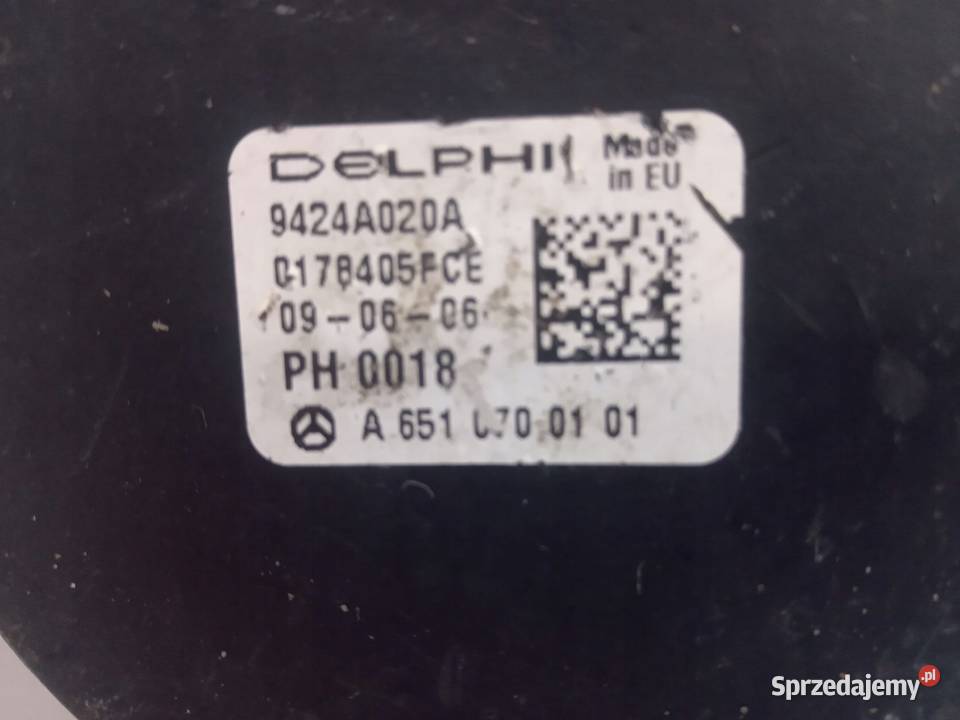 DELPHI
Made
in EU
9424A020A
0178405FCE
09-06-06
PH 0018
A 651 070 01 01
Sprzedajemy.pl